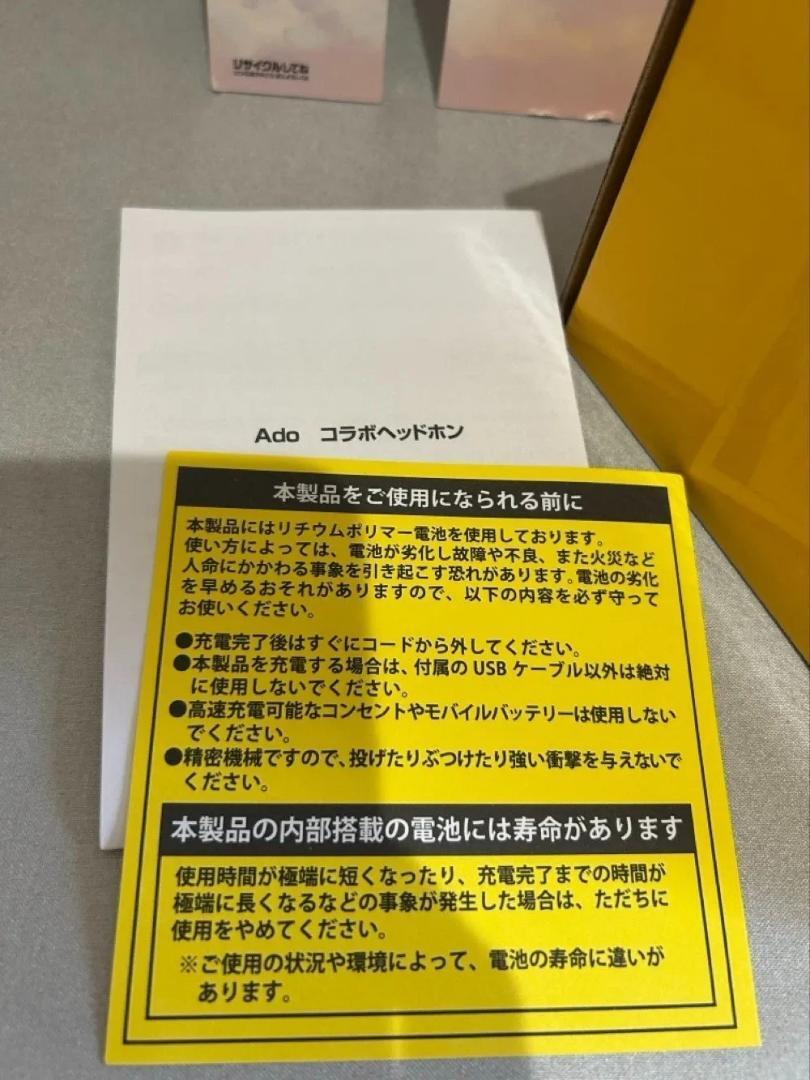 リサイクルしてね
Ado コラボヘッドホン
本製品をご使用になられる前に
本製品にはリチウムポリマー電池を使用しております。
使い方によっては、電池が劣化し故障や不良、また火災など
人命にかかわる事象を引き起こす恐れがあります。電池の劣化
を早めるおそれがありますので、以下の内容を必ず守って
お使いください。
●充電完了後はすぐにコードから外してください。
●本製品を充電する場合は、付属の USB ケーブル以外は絶対
に使用しないでください。
●高速充電可能なコンセントやモバイルバッテリーは使用しない
でください。
●精密機械ですので、投げたりぶつけたり強い衝撃を与えないで
ください。
本製品の内部搭載の電池には寿命があります
使用時間が極端に短くなったり、充電完了までの時間が
極端に長くなるなどの事象が発生した場合は、ただちに
使用をやめてください。
※ご使用の状況や環境によって、電池の寿命に違いが
あります。